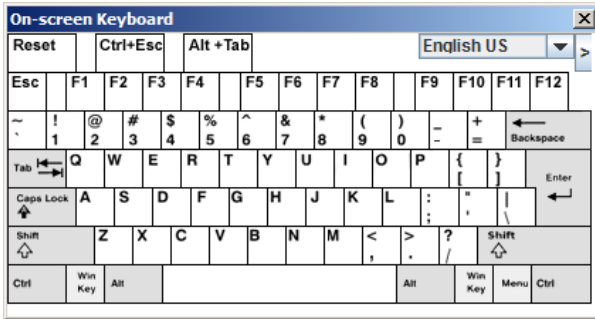 On-screen Keyboard X
Reset Ctrl+Esc Alt +Tab English US >
Esc F1 F2 F3 F4 F5 F6 F7 F8 F9 F10 F11 F12
~ ! @ # $ % ^ & * ( ) _ +
` 1 2 3 4 5 6 7 8 9 0 - = Backspace
Tab Q W E R T Y U I O P { }
[ ] Enter
Caps Lock A S D F G H J K L : " |
; ' \
Shift Z X C V B N M < > ? Shift
, . /
Ctrl Win Key Alt Alt Win Key Menu Ctrl